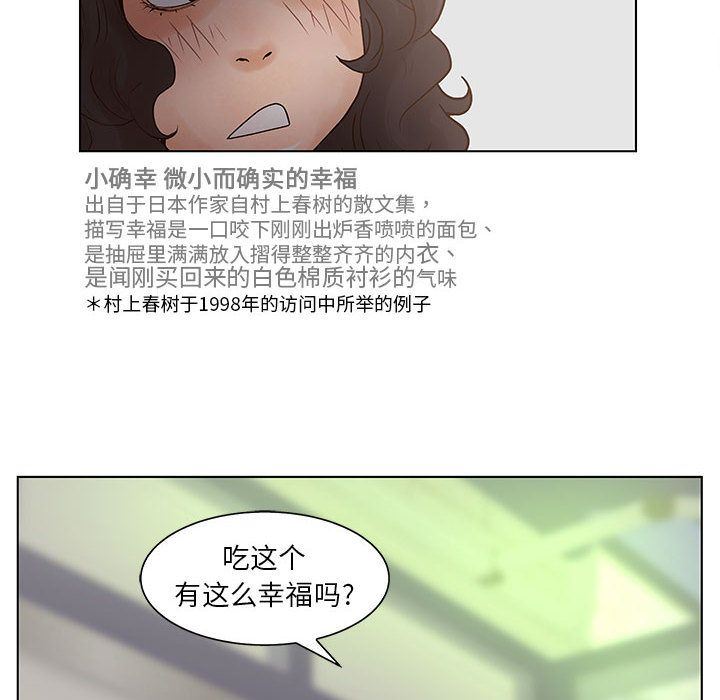 小确幸 微小而确实的幸福
出自于日本作家自村上春树的散文集，
描写幸福是一口咬下刚刚出炉香喷喷的面包、
是抽屉里满满放入摺得整整齐齐的内衣、
是闻刚买回来的白色棉质衬衫的气味
＊村上春树于1998年的访问中所举的例子
吃这个
有这么幸福吗?